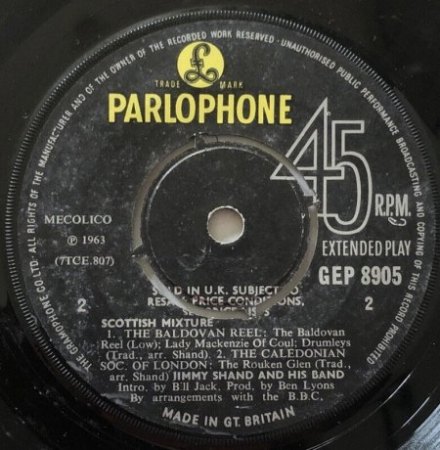 THE GRAMOPHONE CO. LTD. · ALL RIGHTS OF THE MANUFACTURER AND OF THE OWNER OF THE RECORDED WORK RESERVED · UNAUTHORISED PUBLIC PERFORMANCE BROADCASTING AND COPYING OF THIS RECORD PROHIBITED
£
TRADE MARK
PARLOPHONE
45
R.P.M.
MECOLICO
℗ 1963
(7TCE.807)
EXTENDED PLAY
GEP 8905
2
2
SOLD IN U.K. SUBJECT TO
RESALE PRICE CONDITIONS,
SCOTTISH MIXTURE
1. THE BALDOVAN REEL: The Baldovan
Reel (Low); Lady Mackenzie Of Coul; Drumleys
(Trad., arr. Shand). 2. THE CALEDONIAN
SOC. OF LONDON: The Rouken Glen (Trad.,
arr. Shand) JIMMY SHAND AND HIS BAND
Intro. by B'll Jack, Prod. by Ben Lyons
By arrangements with the B.B.C.
MADE IN GT. BRITAIN